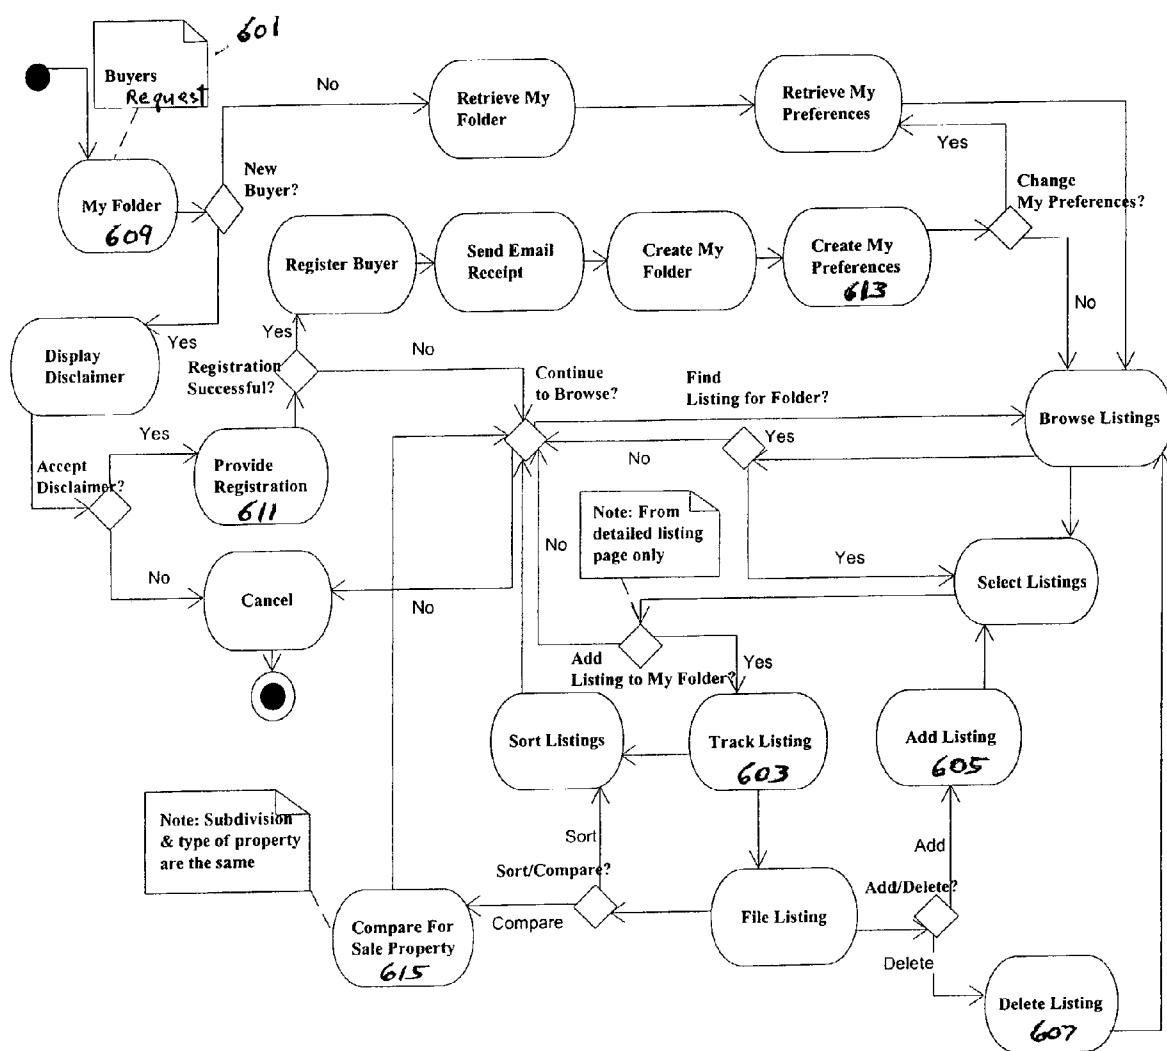 601
Buyers
Request
No
Retrieve My
Folder
Retrieve My
Preferences
Yes
New
Buyer?
Change
My Preferences?
My Folder
609
Register Buyer
Send Email
Receipt
Create My
Folder
Create My
Preferences
613
No
Yes
Display
Disclaimer
Yes
Registration
Successful?
No
Continue
to Browse?
Find
Listing for Folder?
Browse Listings
Yes
No
Yes
Accept
Disclaimer?
Provide
Registration
611
Note: From
detailed listing
page only
No
Yes
Select Listings
No
Cancel
No
Add
Listing to My Folder?
Yes
Sort Listings
Track Listing
603
Add Listing
605
Note: Subdivision
& type of property
are the same
Sort
Add
Sort/Compare?
Add/Delete?
Compare
File Listing
Compare For
Sale Property
615
Delete
Delete Listing
607